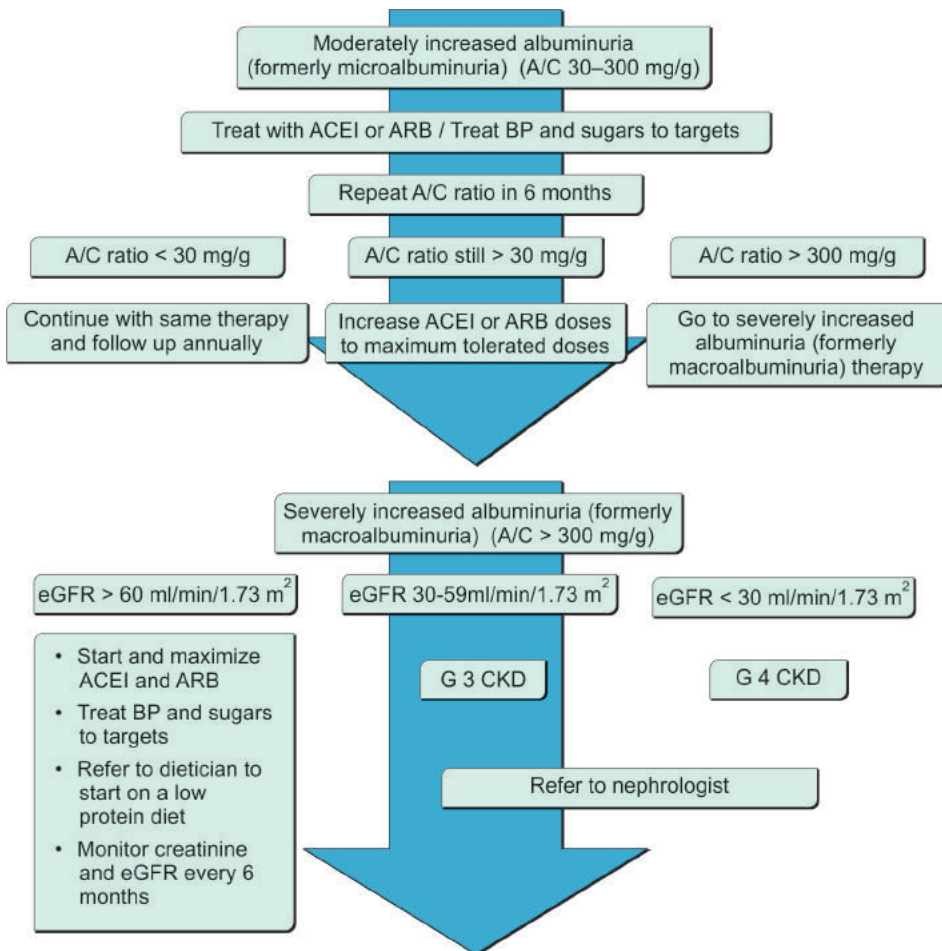 Moderately increased albuminuria
(formerly microalbuminuria) (A/C 30–300 mg/g)
Treat with ACEI or ARB / Treat BP and sugars to targets
Repeat A/C ratio in 6 months
A/C ratio < 30 mg/g
A/C ratio still > 30 mg/g
A/C ratio > 300 mg/g
Continue with same therapy
and follow up annually
Increase ACEI or ARB doses
to maximum tolerated doses
Go to severely increased
albuminuria (formerly
macroalbuminuria) therapy
Severely increased albuminuria (formerly
macroalbuminuria) (A/C > 300 mg/g)
eGFR > 60 ml/min/1.73 m²
eGFR 30-59ml/min/1.73 m²
eGFR < 30 ml/min/1.73 m²
• Start and maximize
ACEI and ARB
• Treat BP and sugars
to targets
• Refer to dietician to
start on a low
protein diet
• Monitor creatinine
and eGFR every 6
months
G 3 CKD
G 4 CKD
Refer to nephrologist